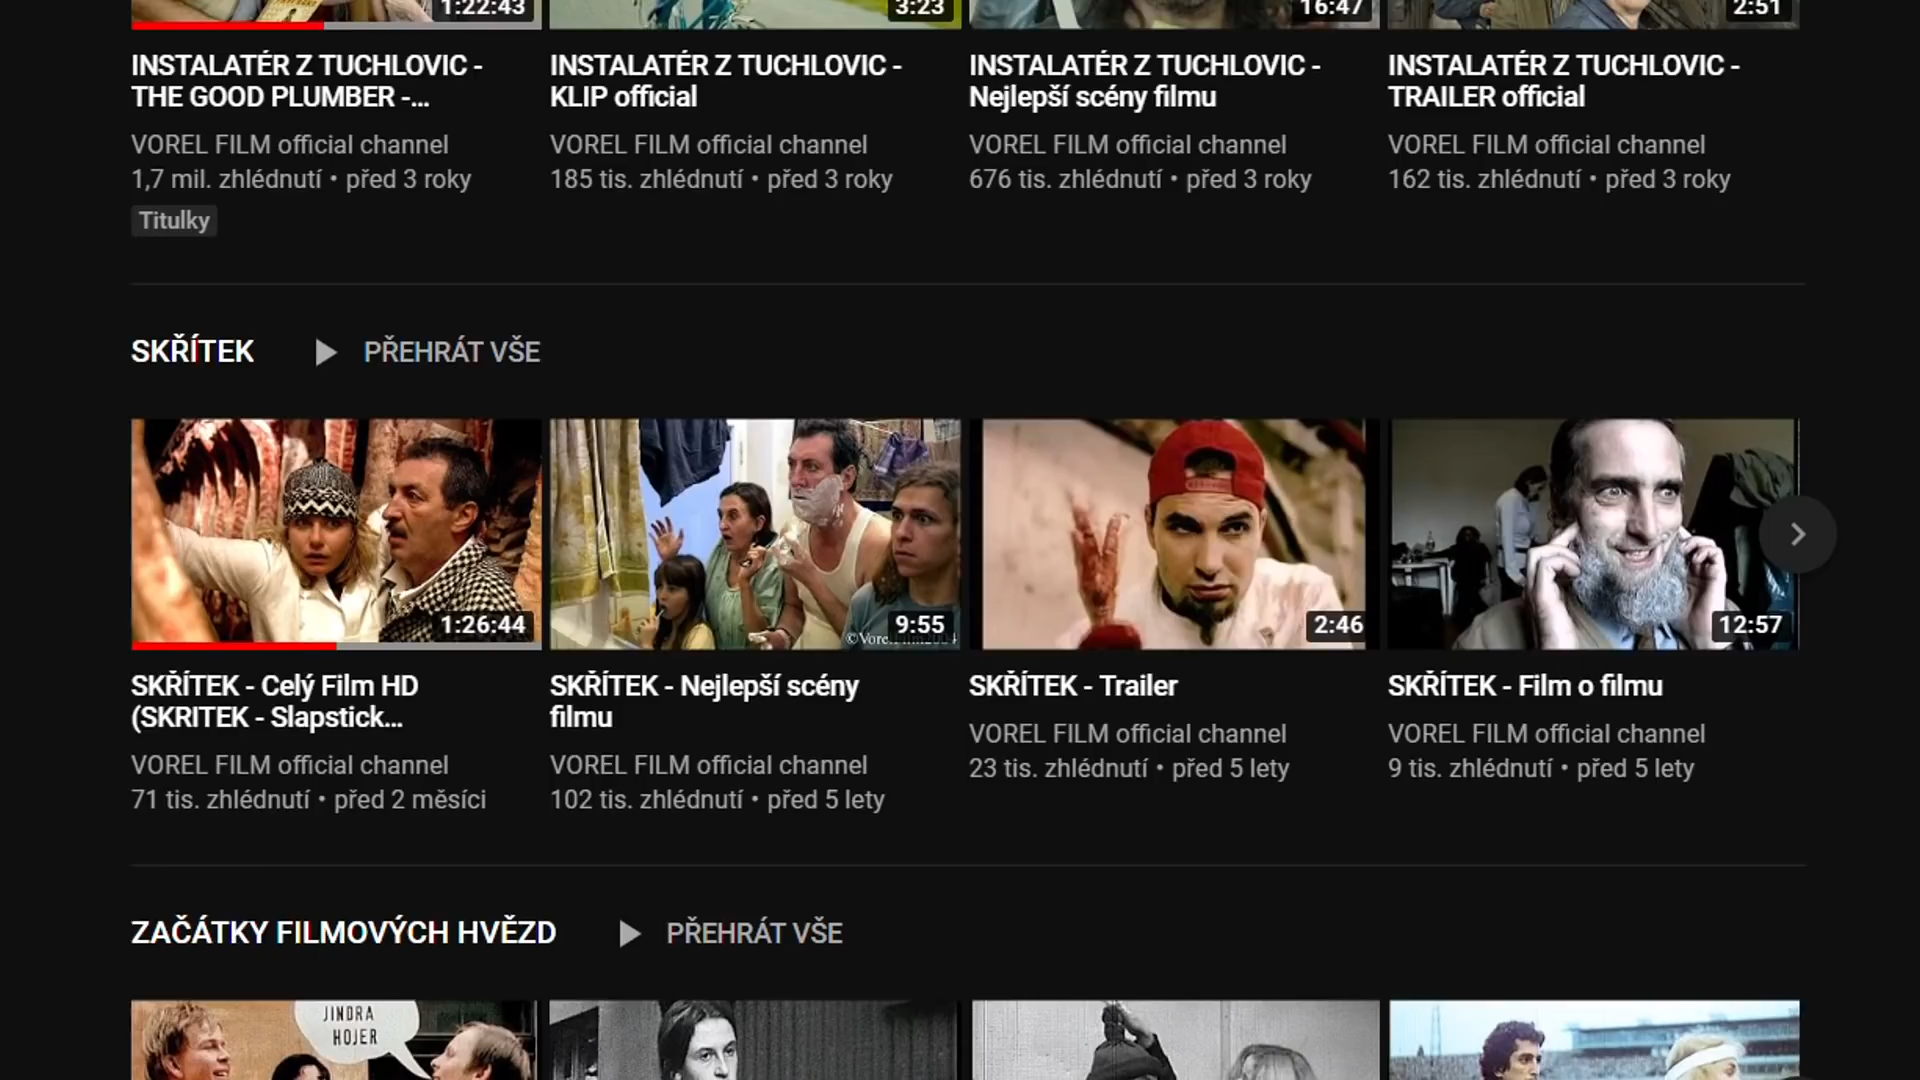 1:22:43
3:23
16:47
2:51
INSTALATÉR Z TUCHLOVIC -
THE GOOD PLUMBER -...
VOREL FILM official channel
1,7 mil. zhlédnutí • před 3 roky
Titulky
INSTALATÉR Z TUCHLOVIC -
KLIP official
VOREL FILM official channel
185 tis. zhlédnutí • před 3 roky
INSTALATÉR Z TUCHLOVIC -
Nejlepší scény filmu
VOREL FILM official channel
676 tis. zhlédnutí • před 3 roky
INSTALATÉR Z TUCHLOVIC -
TRAILER official
VOREL FILM official channel
162 tis. zhlédnutí • před 3 roky
SKŘÍTEK
PŘEHRÁT VŠE
1:26:44
9:55
2:46
12:57
SKŘÍTEK - Celý Film HD
(SKRITEK - Slapstick...
VOREL FILM official channel
71 tis. zhlédnutí • před 2 měsíci
SKŘÍTEK - Nejlepší scény
filmu
VOREL FILM official channel
102 tis. zhlédnutí • před 5 lety
SKŘÍTEK - Trailer
VOREL FILM official channel
23 tis. zhlédnutí • před 5 lety
SKŘÍTEK - Film o filmu
VOREL FILM official channel
9 tis. zhlédnutí • před 5 lety
ZAČÁTKY FILMOVÝCH HVĚZD
PŘEHRÁT VŠE
JINDRA
HOJER